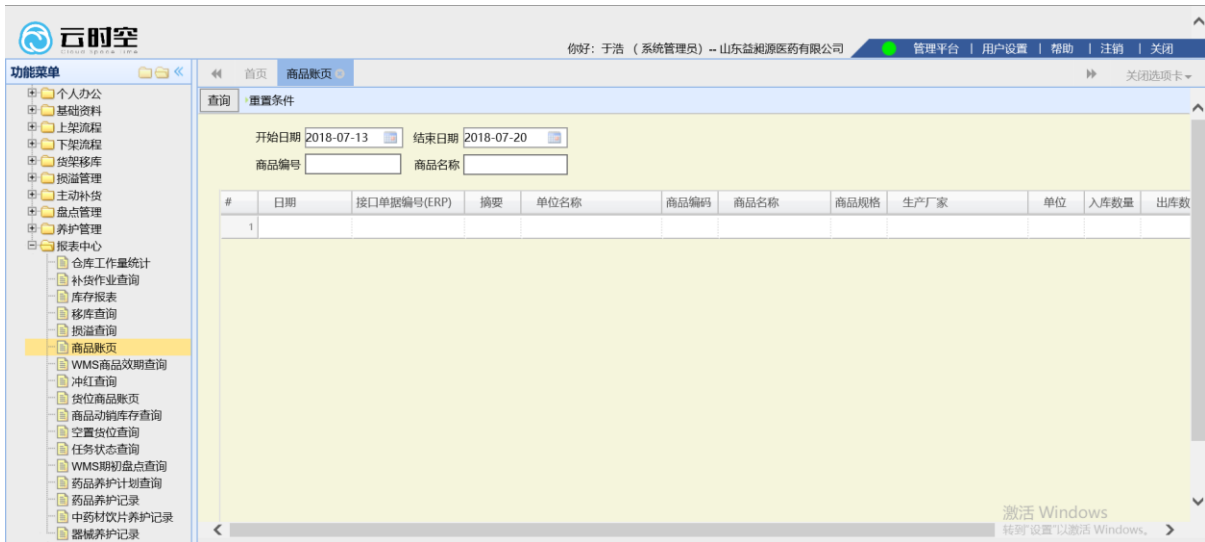 云时空
Cloud Space Time
你好：于浩 （系统管理员）-- 山东益昶源医药有限公司
管理平台 | 用户设置 | 帮助 | 注销 | 关闭
功能菜单
首页 商品账页
关闭选项卡
个人办公
基础资料
上架流程
下架流程
货架移库
损溢管理
主动补货
盘点管理
养护管理
报表中心
仓库工作量统计
补货作业查询
库存报表
移库查询
损溢查询
商品账页
WMS商品效期查询
冲红查询
货位商品账页
商品动销库存查询
空置货位查询
任务状态查询
WMS期初盘点查询
药品养护计划查询
药品养护记录
中药材饮片养护记录
器械养护记录
查询 重置条件
开始日期 2018-07-13 结束日期 2018-07-20
商品编号 商品名称
# 日期 接口单据编号(ERP) 摘要 单位名称 商品编码 商品名称 商品规格 生产厂家 单位 入库数量 出库数
1
激活 Windows
转到"设置"以激活 Windows。